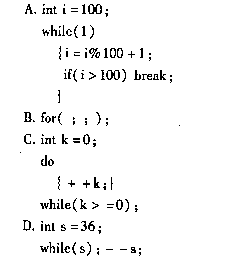 A. int i = 100;
while(1)
{i = i% 100 + 1;
if(i > 100) break;
}
B. for( ; ; );
C. int k = 0;
do
{ + +k;}
while(k > = 0);
D. int s = 36;
while(s); - - s;